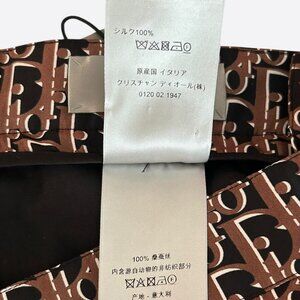 シルク100%
原産国 イタリア
クリスチャン ディオール(株)
0120 02 1947
100% 桑蚕丝
内含源自动物的非纺织部分
产地 - 意大利